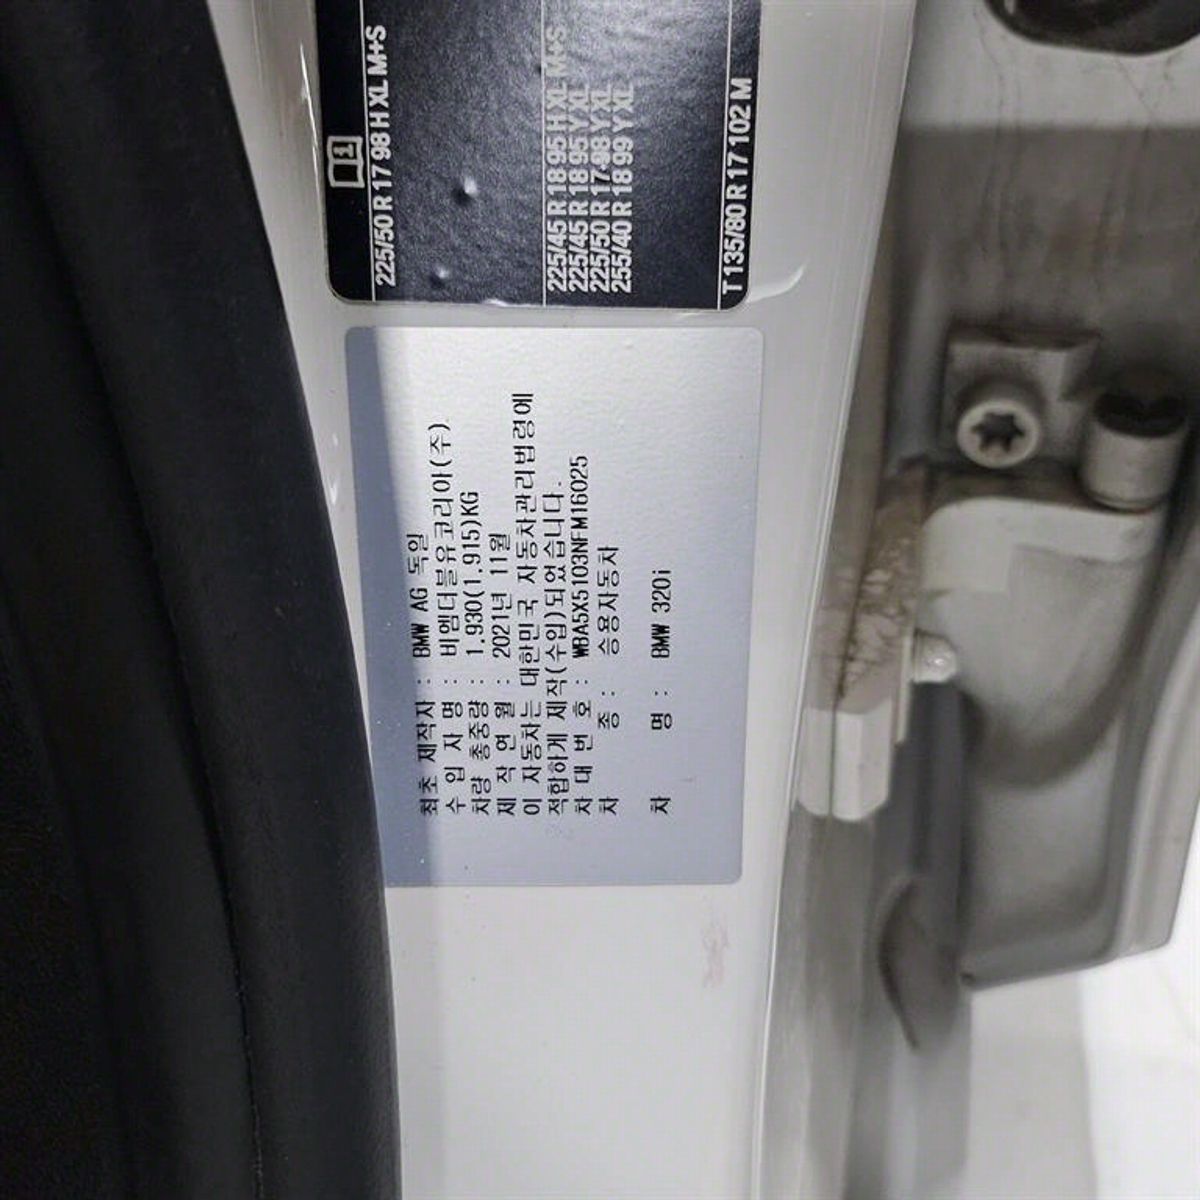 225/50 R 17 98 H XL M+S
225/45 R 18 95 H XL M+S
225/45 R 18 95 Y XL
225/50 R 17 98 Y XL
255/40 R 18 99 Y XL
T 135/80 R 17 102 M
최초 제작자 : BMW AG 독일
수 입 자 명 : 비엠더블유코리아(주).
차량 총중량 : 1,930(1,915)KG
제 작 연 월 : 2021년 11월
이 자동차는 대한민국 자동차관리법령에
적합하게 제작(수입)되었습니다.
차 대 번 호 : WBA5X5103NFM16025
차 종 : 승용자동차
차 명 : BMW 320i